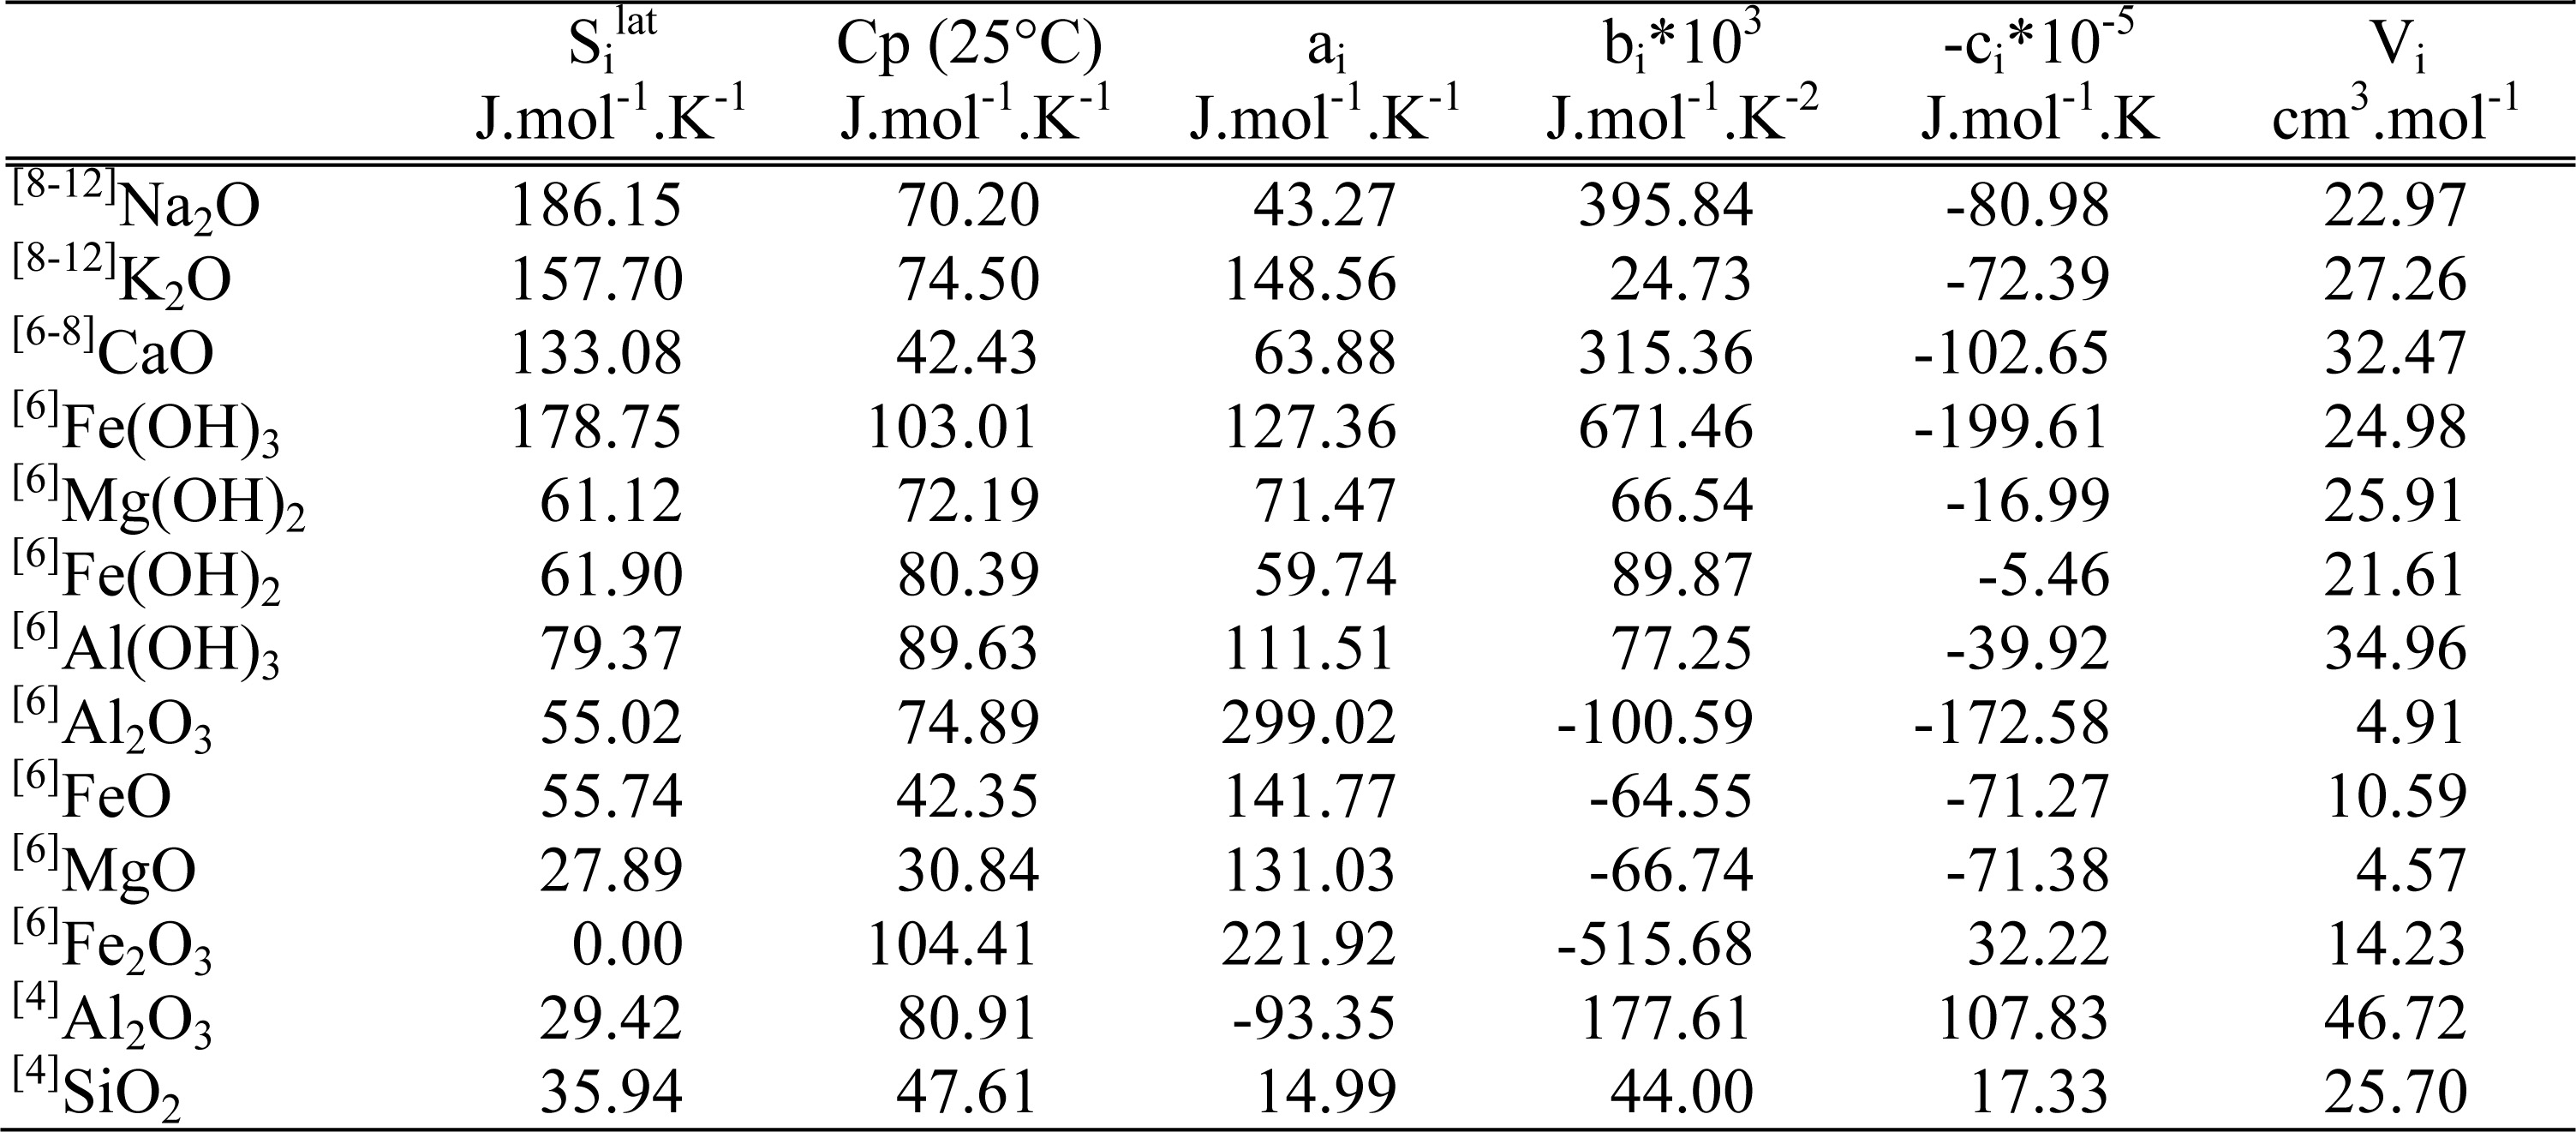 Sᵢˡᵃᵗ Cp (25°C) aᵢ bᵢ*10³ -cᵢ*10⁻⁵ Vᵢ
J.mol⁻¹.K⁻¹ J.mol⁻¹.K⁻¹ J.mol⁻¹.K⁻¹ J.mol⁻¹.K⁻² J.mol⁻¹.K cm³.mol⁻¹
[8-12]Na₂O 186.15 70.20 43.27 395.84 -80.98 22.97
[8-12]K₂O 157.70 74.50 148.56 24.73 -72.39 27.26
[6-8]CaO 133.08 42.43 63.88 315.36 -102.65 32.47
[6]Fe(OH)₃ 178.75 103.01 127.36 671.46 -199.61 24.98
[6]Mg(OH)₂ 61.12 72.19 71.47 66.54 -16.99 25.91
[6]Fe(OH)₂ 61.90 80.39 59.74 89.87 -5.46 21.61
[6]Al(OH)₃ 79.37 89.63 111.51 77.25 -39.92 34.96
[6]Al₂O₃ 55.02 74.89 299.02 -100.59 -172.58 4.91
[6]FeO 55.74 42.35 141.77 -64.55 -71.27 10.59
[6]MgO 27.89 30.84 131.03 -66.74 -71.38 4.57
[6]Fe₂O₃ 0.00 104.41 221.92 -515.68 32.22 14.23
[4]Al₂O₃ 29.42 80.91 -93.35 177.61 107.83 46.72
[4]SiO₂ 35.94 47.61 14.99 44.00 17.33 25.70